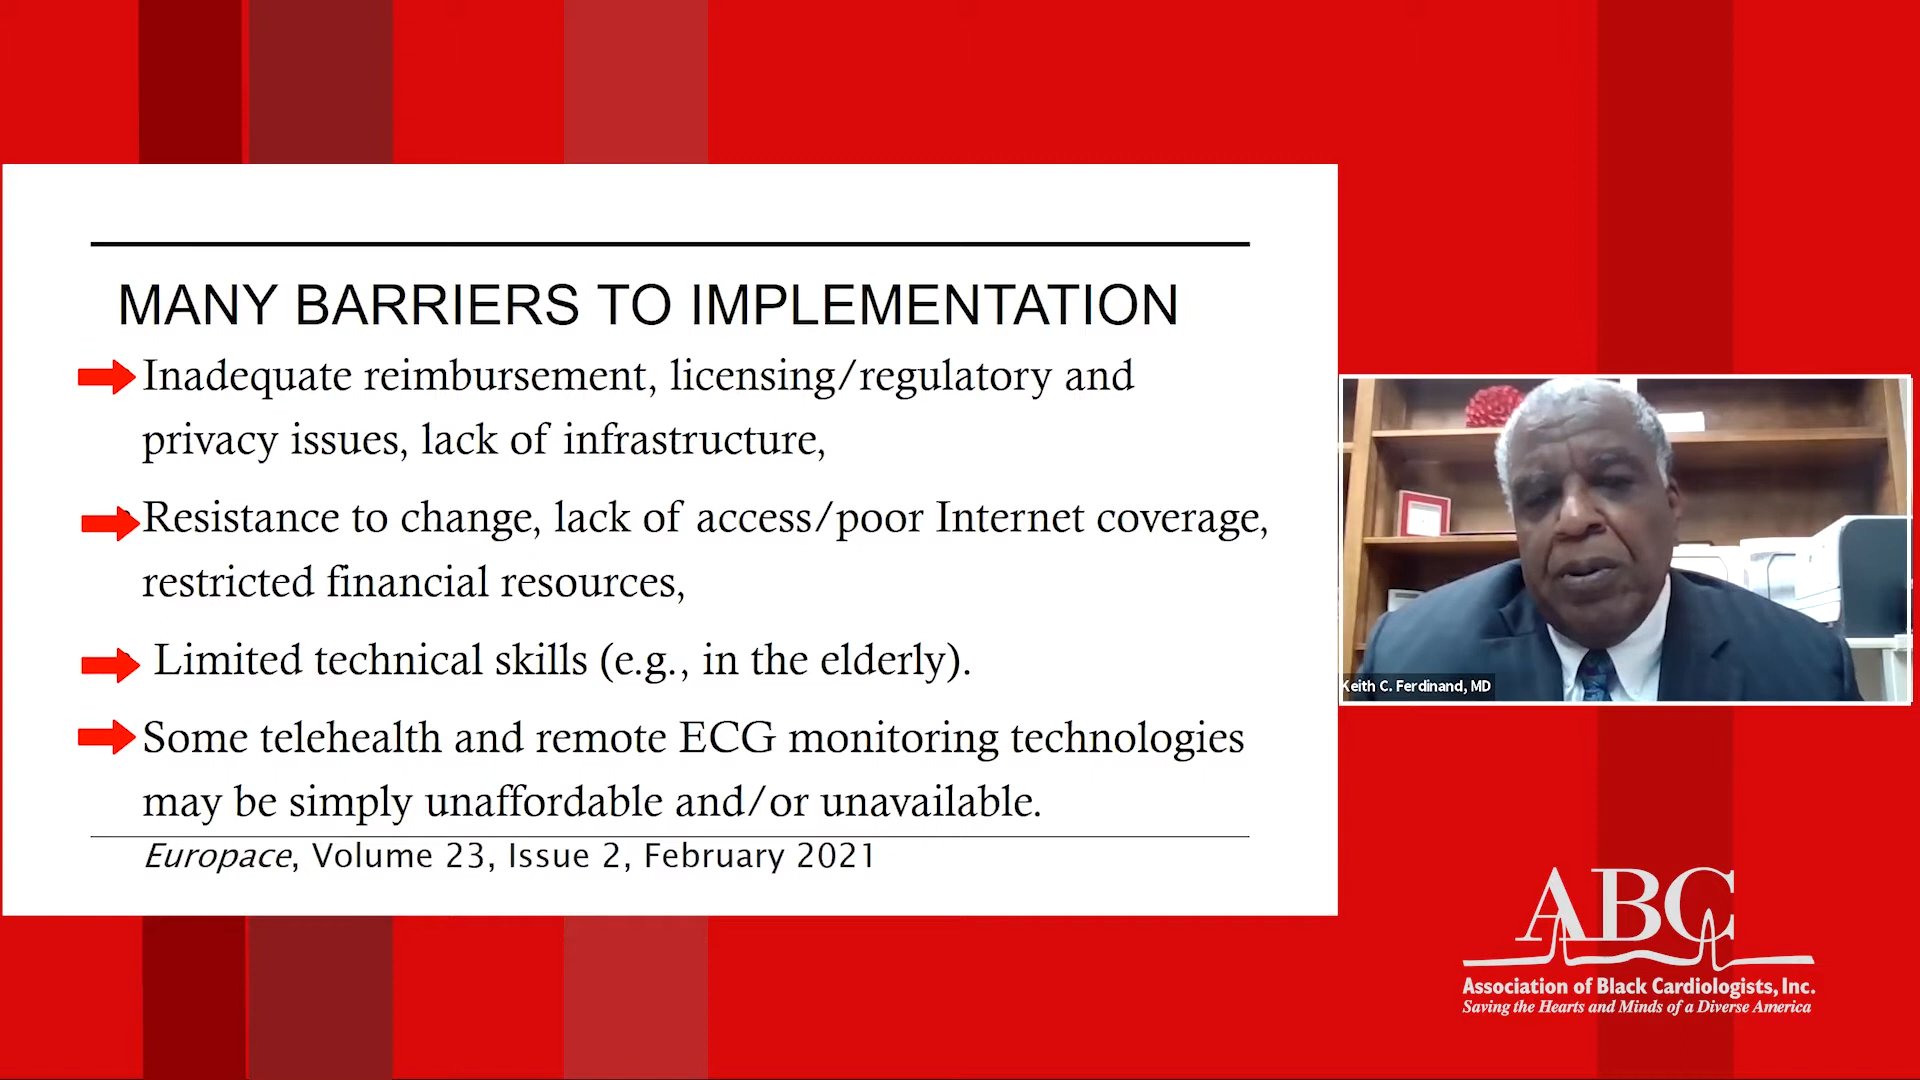 MANY BARRIERS TO IMPLEMENTATION
Inadequate reimbursement, licensing/regulatory and
privacy issues, lack of infrastructure,
Resistance to change, lack of access/poor Internet coverage,
restricted financial resources,
Limited technical skills (e.g., in the elderly).
Some telehealth and remote ECG monitoring technologies
may be simply unaffordable and/or unavailable.
Europace, Volume 23, Issue 2, February 2021
Keith C. Ferdinand, MD
ABC
Association of Black Cardiologists, Inc.
Saving the Hearts and Minds of a Diverse America